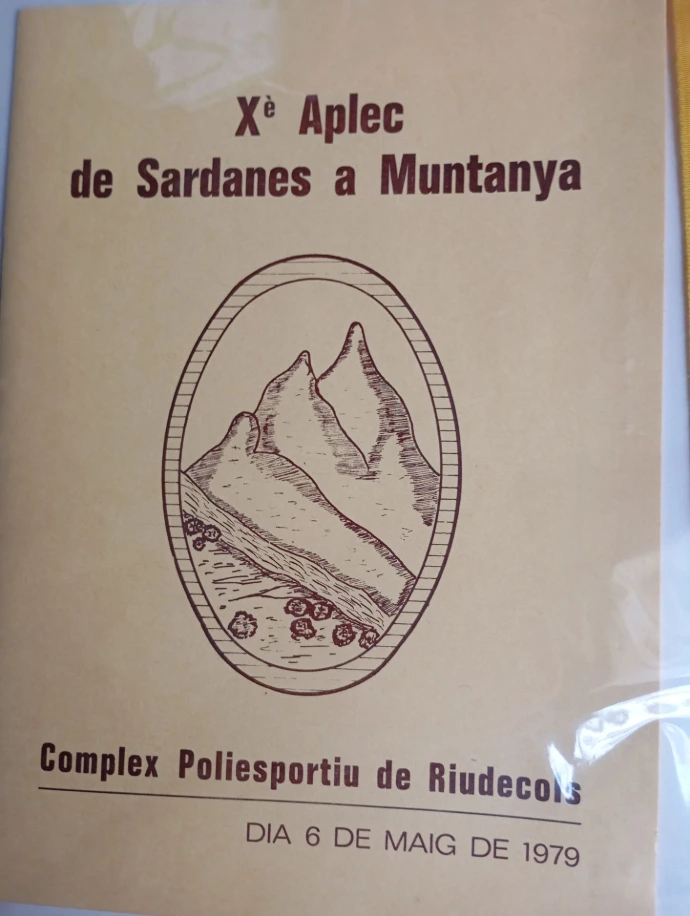 Xè Aplec
de Sardanes a Muntanya
Complex Poliesportiu de Riudecols
DIA 6 DE MAIG DE 1979